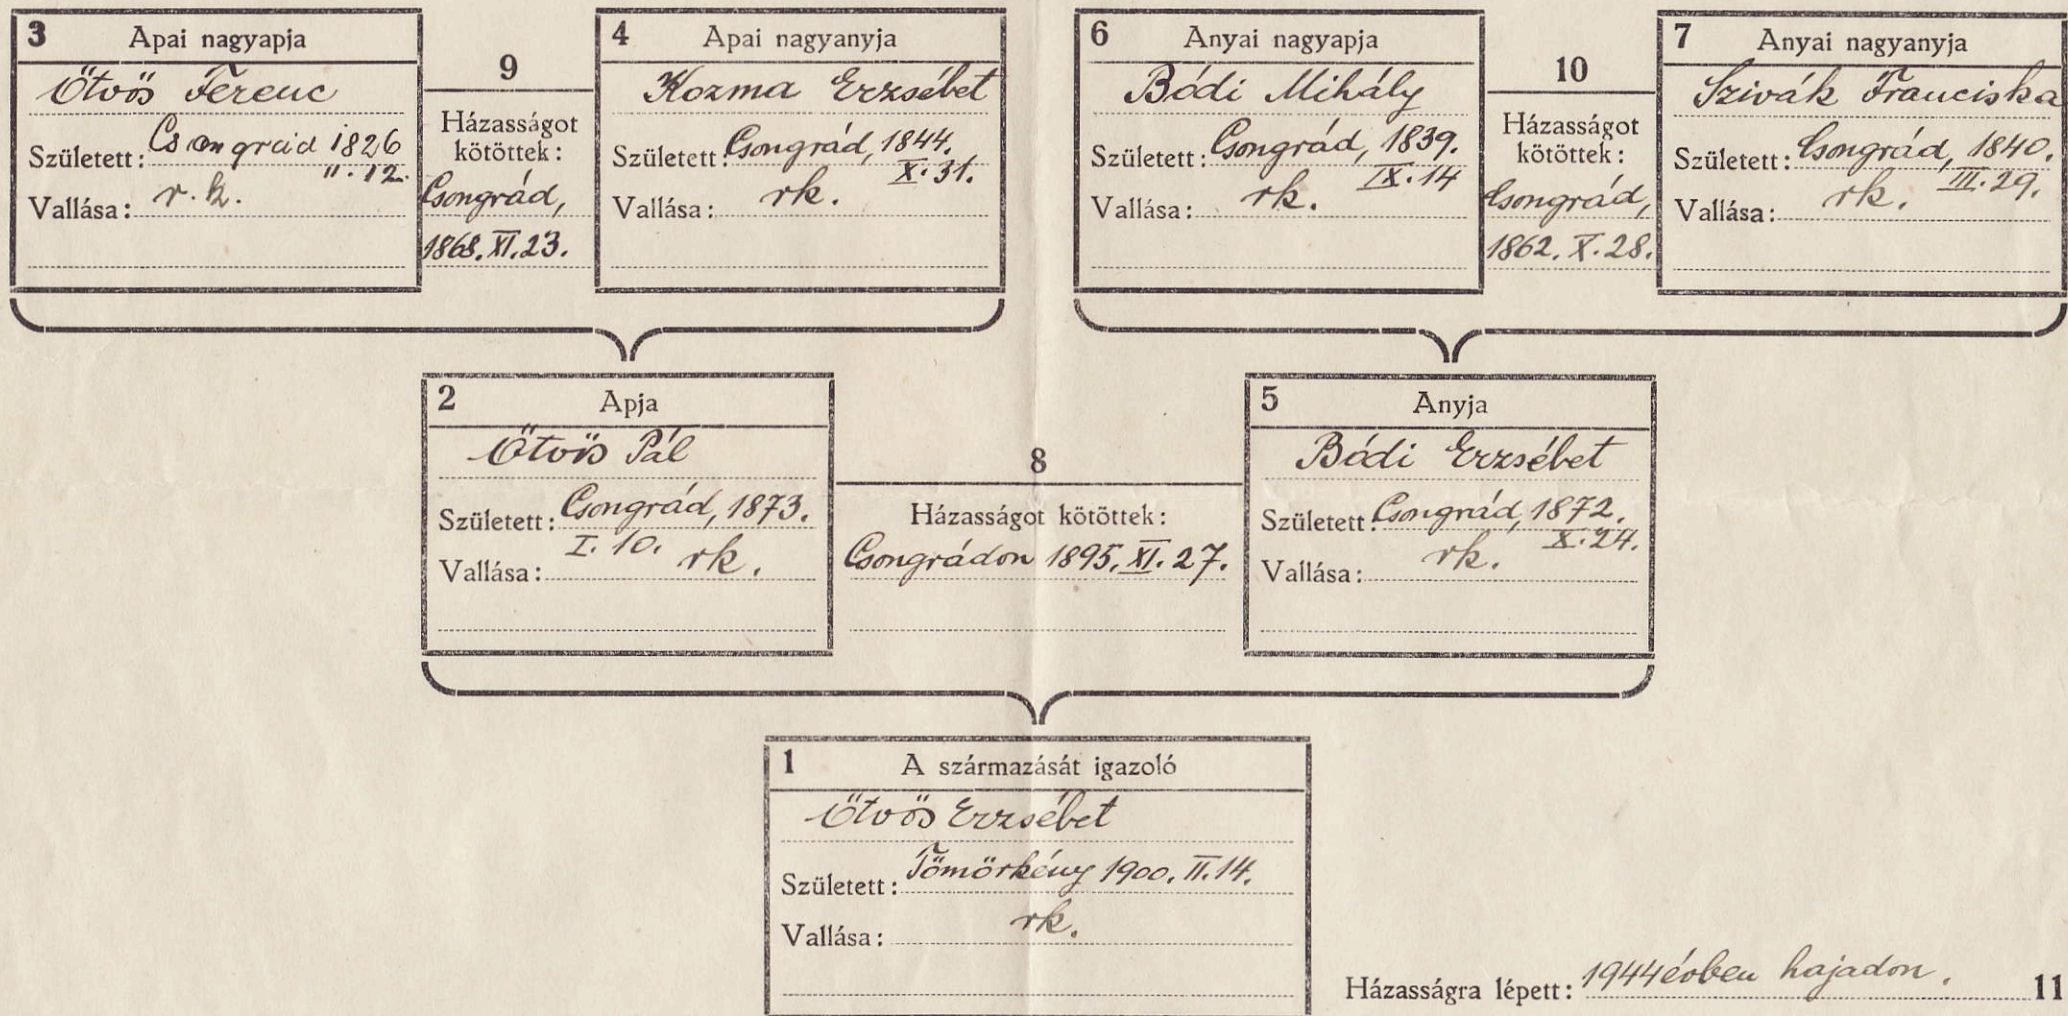 3 Apai nagyapja
Ötvös Ferenc
Született: Csongrád 1826
II. 12.
Vallása: r. k.
9
Házasságot
kötöttek:
Csongrád,
1868. XI. 23.
4 Apai nagyanyja
Kozma Erzsébet
Született: Csongrád, 1844.
X. 31.
Vallása: rk.
6 Anyai nagyapja
Bódi Mihály
Született: Csongrád, 1839.
IX. 14
Vallása: rk.
10
Házasságot
kötöttek:
Csongrád,
1862. X. 28.
7 Anyai nagyanyja
Szivák Franciska
Született: Csongrád, 1840.
III. 29.
Vallása: rk.
2 Apja
Ötvös Pál
Született: Csongrád, 1873.
I. 10.
Vallása: rk.
8
Házasságot kötöttek:
Csongrádon 1895. XI. 27.
5 Anyja
Bódi Erzsébet
Született: Csongrád, 1872.
X. 24.
Vallása: rk.
1 A származását igazoló
Ötvös Erzsébet
Született: Tömörkény 1900. II. 14.
Vallása: rk.
Házasságra lépett: 1944 évben hajadon. 11